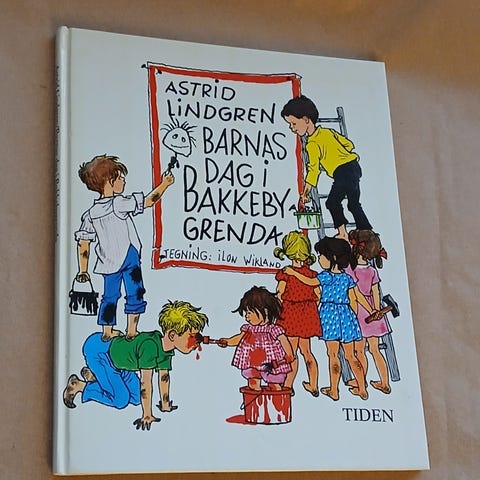 ASTRID
LINDGREN
BARNAS
DAG I
BAKKEBY-
GRENDA
TEGNING: ILON WIKLAND
TIDEN